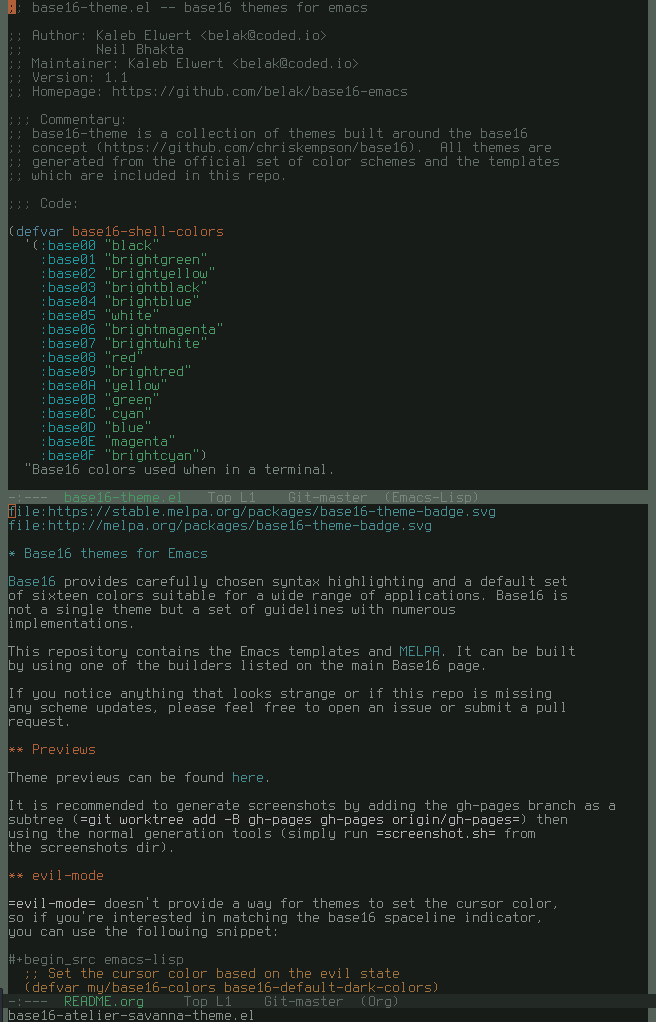 ;; base16-theme.el -- base16 themes for emacs
;; Author: Kaleb Elwert <belak@coded.io>
;;         Neil Bhakta
;; Maintainer: Kaleb Elwert <belak@coded.io>
;; Version: 1.1
;; Homepage: https://github.com/belak/base16-emacs
;;; Commentary:
;; base16-theme is a collection of themes built around the base16
;; concept (https://github.com/chriskempson/base16).  All themes are
;; generated from the official set of color schemes and the templates
;; which are included in this repo.
;;; Code:
(defvar base16-shell-colors
  '(:base00 "black"
    :base01 "brightgreen"
    :base02 "brightyellow"
    :base03 "brightblack"
    :base04 "brightblue"
    :base05 "white"
    :base06 "brightmagenta"
    :base07 "brightwhite"
    :base08 "red"
    :base09 "brightred"
    :base0A "yellow"
    :base0B "green"
    :base0C "cyan"
    :base0D "blue"
    :base0E "magenta"
    :base0F "brightcyan")
  "Base16 colors used when in a terminal.
-:---  base16-theme.el   Top L1    Git-master  (Emacs-Lisp)
file:https://stable.melpa.org/packages/base16-theme-badge.svg
file:http://melpa.org/packages/base16-theme-badge.svg
* Base16 themes for Emacs
Base16 provides carefully chosen syntax highlighting and a default set
of sixteen colors suitable for a wide range of applications. Base16 is
not a single theme but a set of guidelines with numerous
implementations.
This repository contains the Emacs templates and MELPA. It can be built
by using one of the builders listed on the main Base16 page.
If you notice anything that looks strange or if this repo is missing
any scheme updates, please feel free to open an issue or submit a pull
request.
** Previews
Theme previews can be found here.
It is recommended to generate screenshots by adding the gh-pages branch as a
subtree (=git worktree add -B gh-pages gh-pages origin/gh-pages=) then
using the normal generation tools (simply run =screenshot.sh= from
the screenshots dir).
** evil-mode
=evil-mode= doesn't provide a way for themes to set the cursor color,
so if you're interested in matching the base16 spaceline indicator,
you can use the following snippet:
#+begin_src emacs-lisp
  ;; Set the cursor color based on the evil state
  (defvar my/base16-colors base16-default-dark-colors)
-:---  README.org     Top L1    Git-master  (Org)
base16-atelier-savanna-theme.el